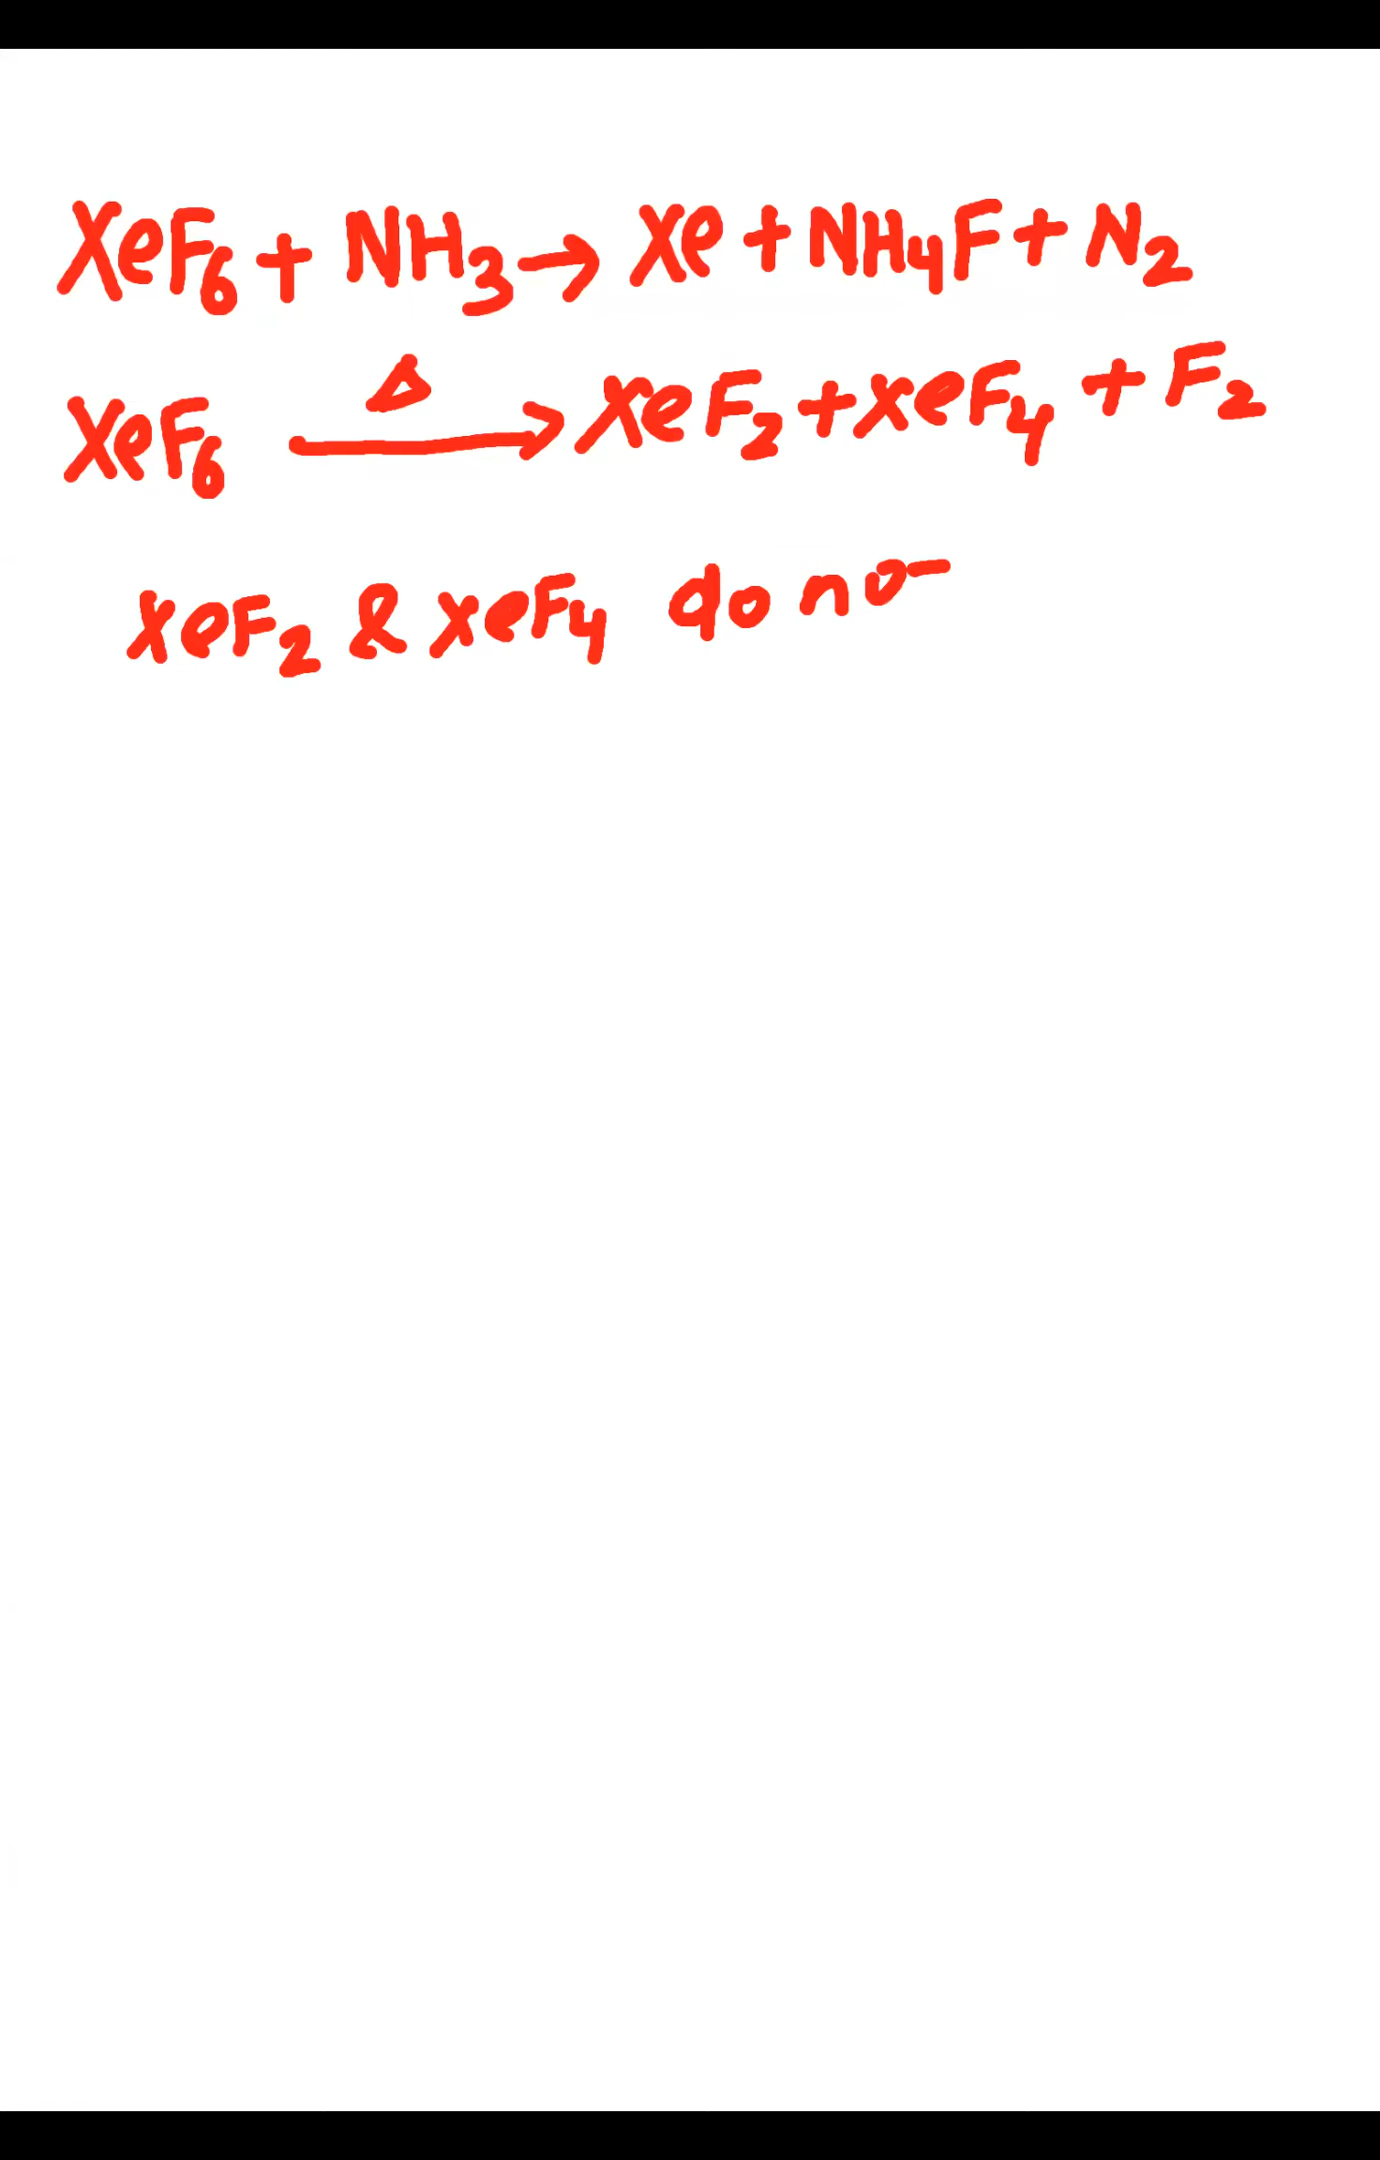 XeF₆ + NH₃ → Xe + NH₄F + N₂
XeF₆ —Δ→ XeF₂ + XeF₄ + F₂
XeF₂ & XeF₄ do no